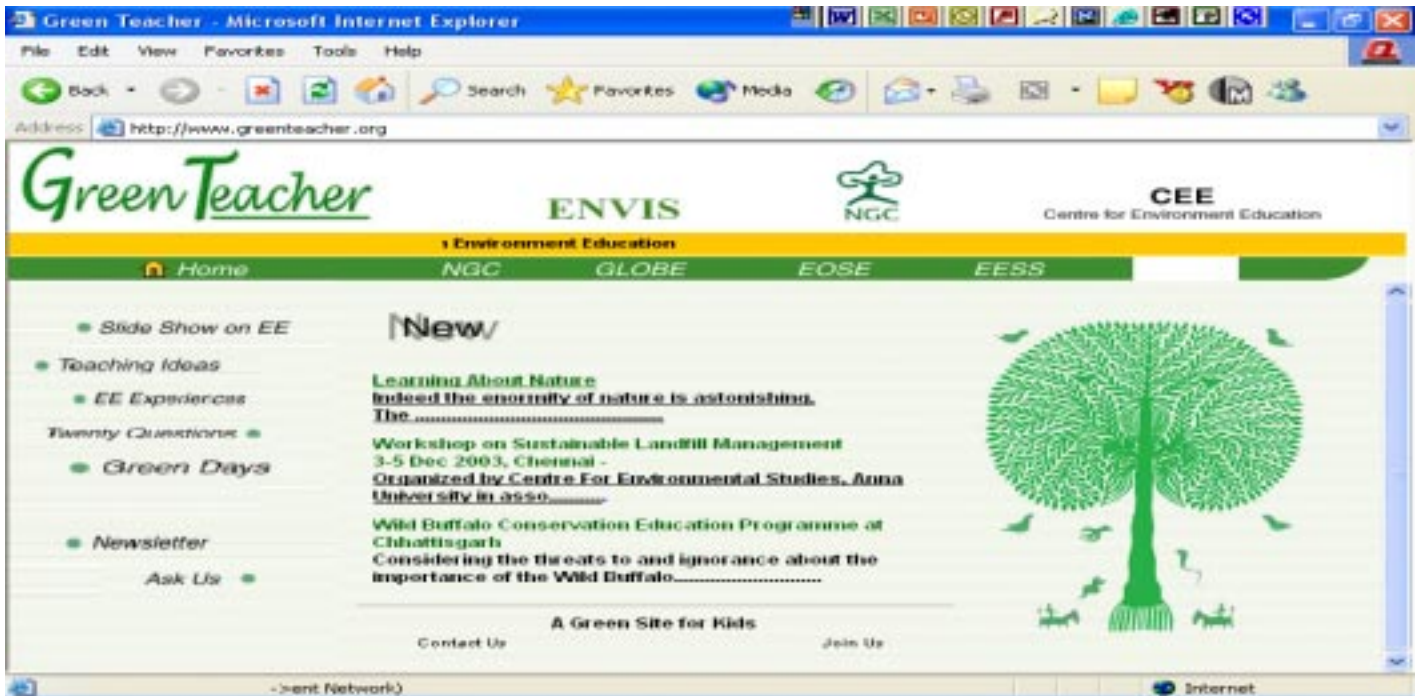 Green Teacher - Microsoft Internet Explorer
File Edit View Favorites Tools Help
Back Search Favorites Media
Address http://www.greenteacher.org
Green Teacher
ENVIS
NGC
CEE
Centre for Environment Education
Environment Education
Home NGC GLOBE EOSE EESS
Slide Show on EE
Teaching Ideas
EE Experiences
Twenty Questions
Green Days
Newsletter
Ask Us
New
Learning About Nature
Indeed the enormity of nature is astonishing.
The ..............................................
Workshop on Sustainable Landfill Management
3-5 Dec 2003, Chennai -
Organized by Centre For Environmental Studies, Anna
University in asso..........
Wild Buffalo Conservation Education Programme at
Chhattisgarh
Considering the threats to and ignorance about the
importance of the Wild Buffalo...........................
A Green Site for Kids
Contact Us Join Us
->ent Network)
Internet